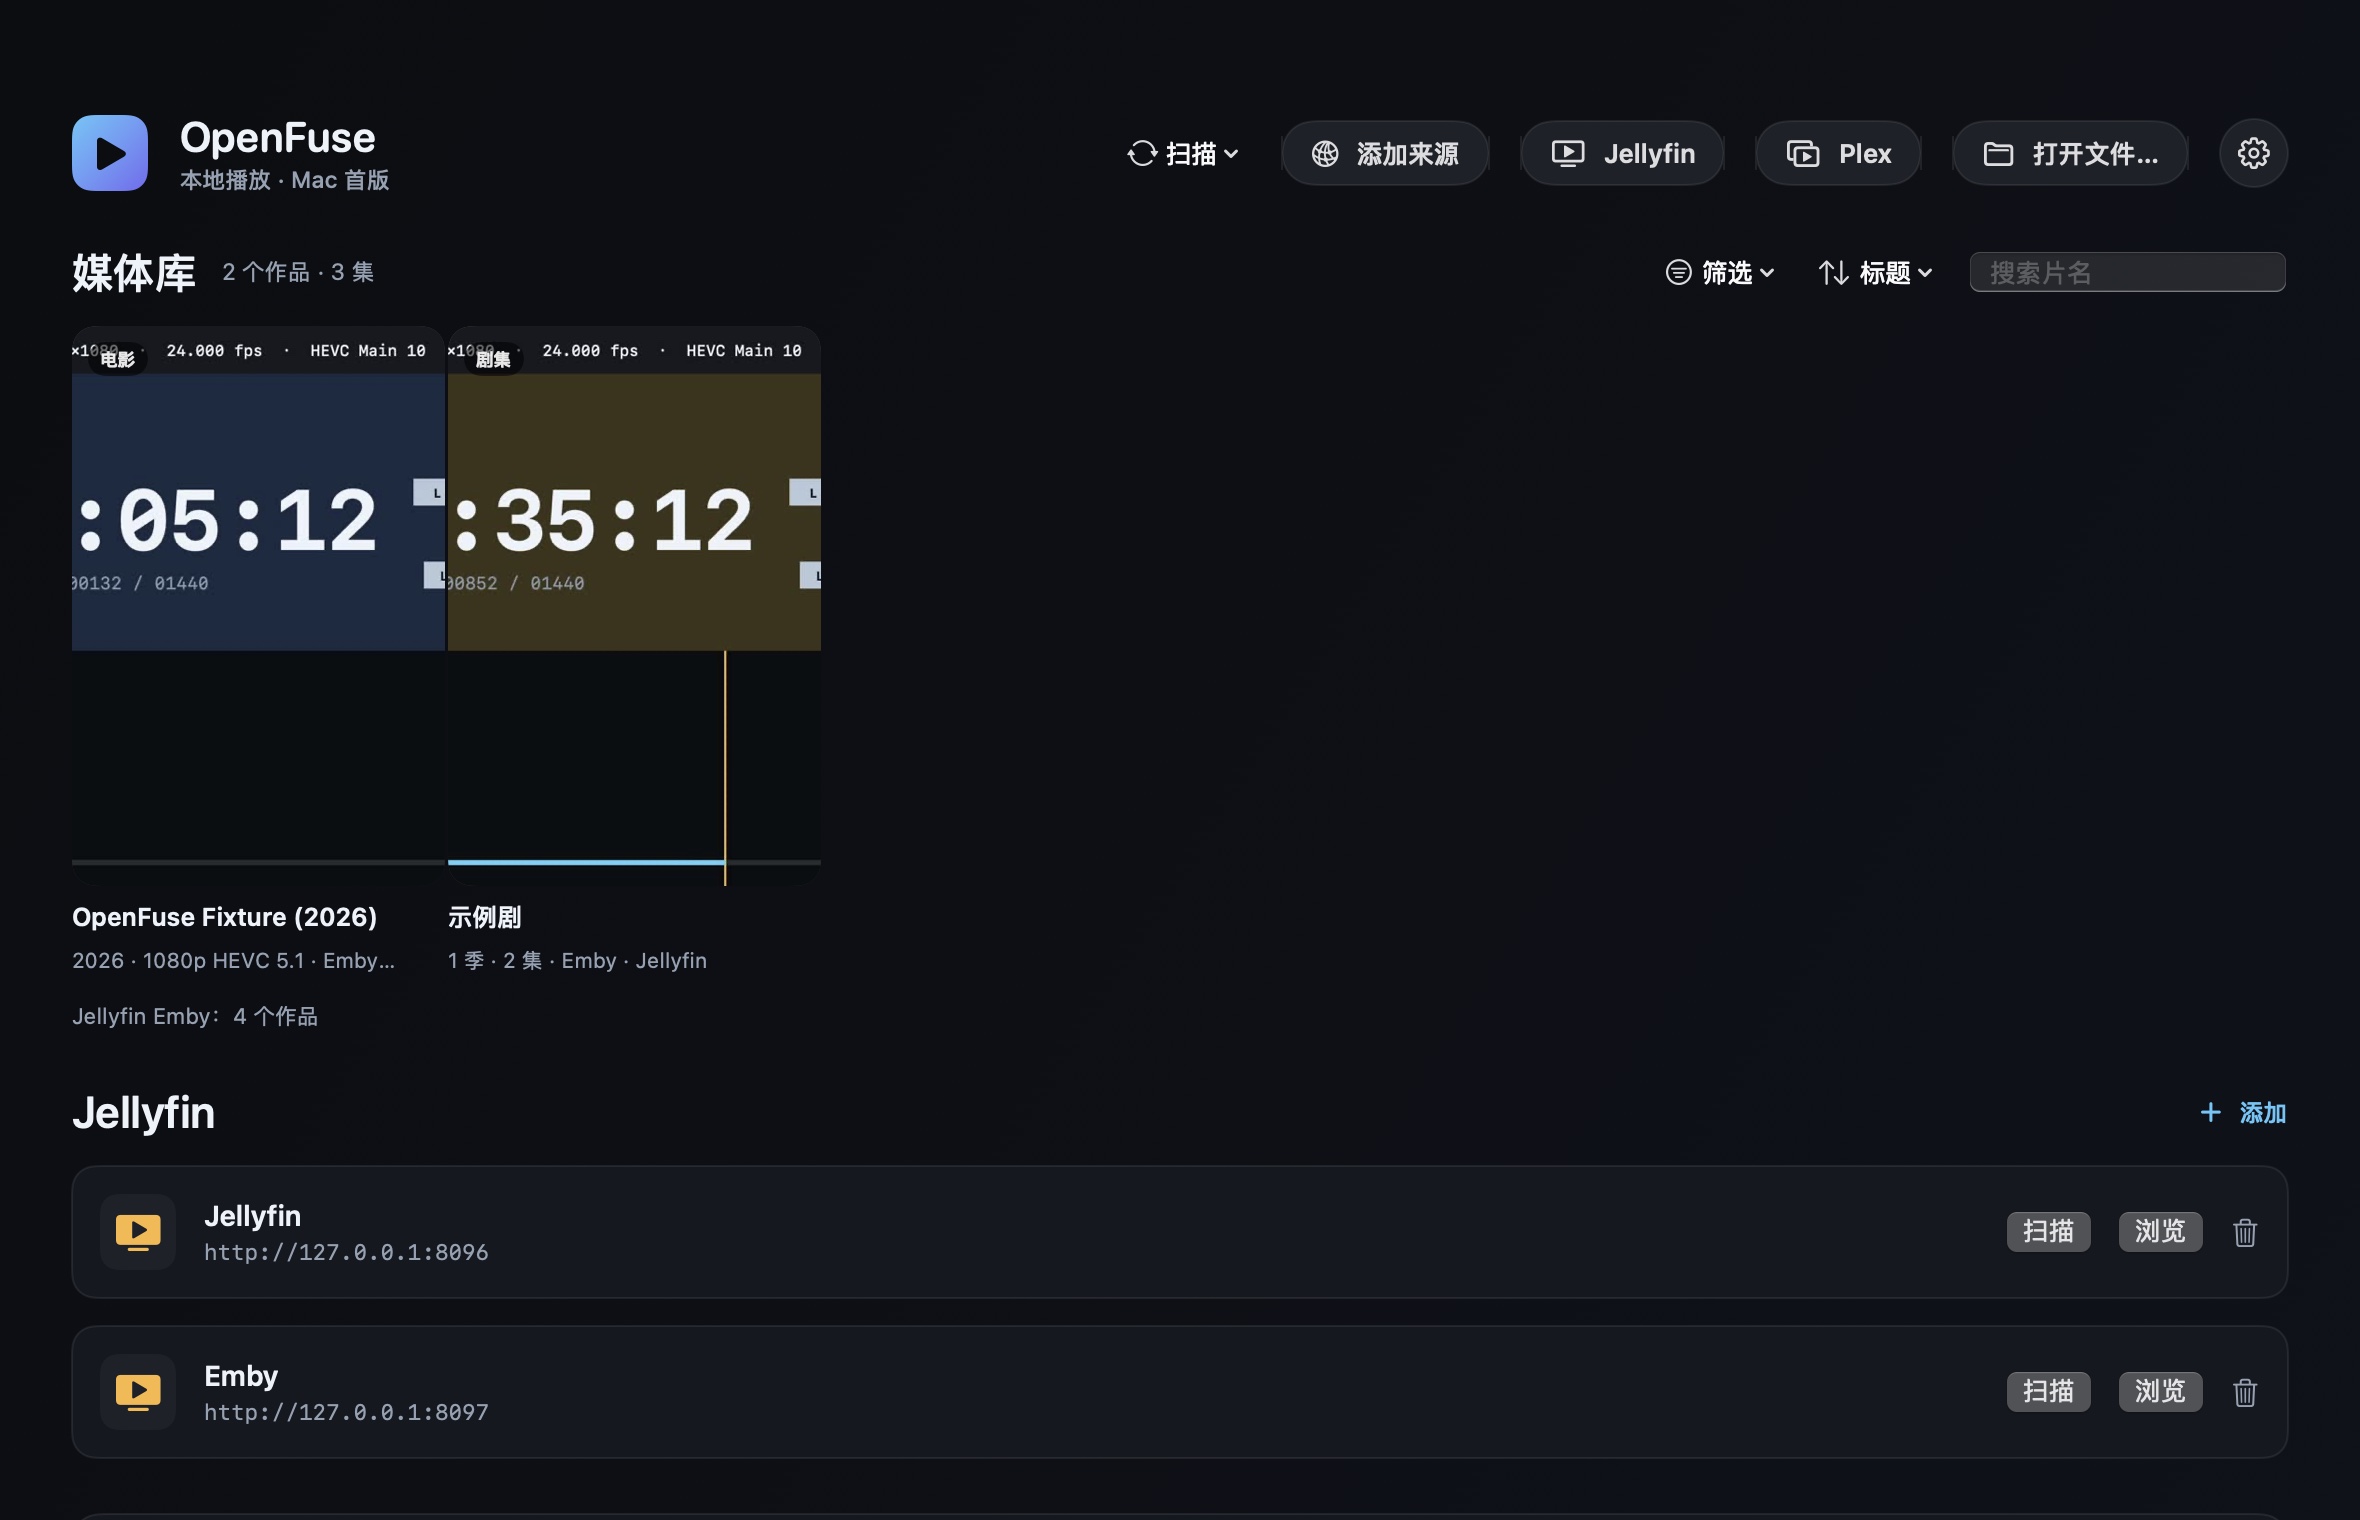 OpenFuse
本地播放 · Mac 首版
扫描
添加来源
Jellyfin
Plex
打开文件...
媒体库
2 个作品 · 3 集
筛选
标题
搜索片名
电影
· 24.000 fps · HEVC Main 10
:05:12
L
00132 / 01440
L
OpenFuse Fixture (2026)
2026 · 1080p HEVC 5.1 · Emby...
剧集
· 24.000 fps · HEVC Main 10
:35:12
L
00852 / 01440
L
示例剧
1 季 · 2 集 · Emby · Jellyfin
Jellyfin Emby：4 个作品
Jellyfin
添加
Jellyfin
http://127.0.0.1:8096
扫描
浏览
Emby
http://127.0.0.1:8097
扫描
浏览